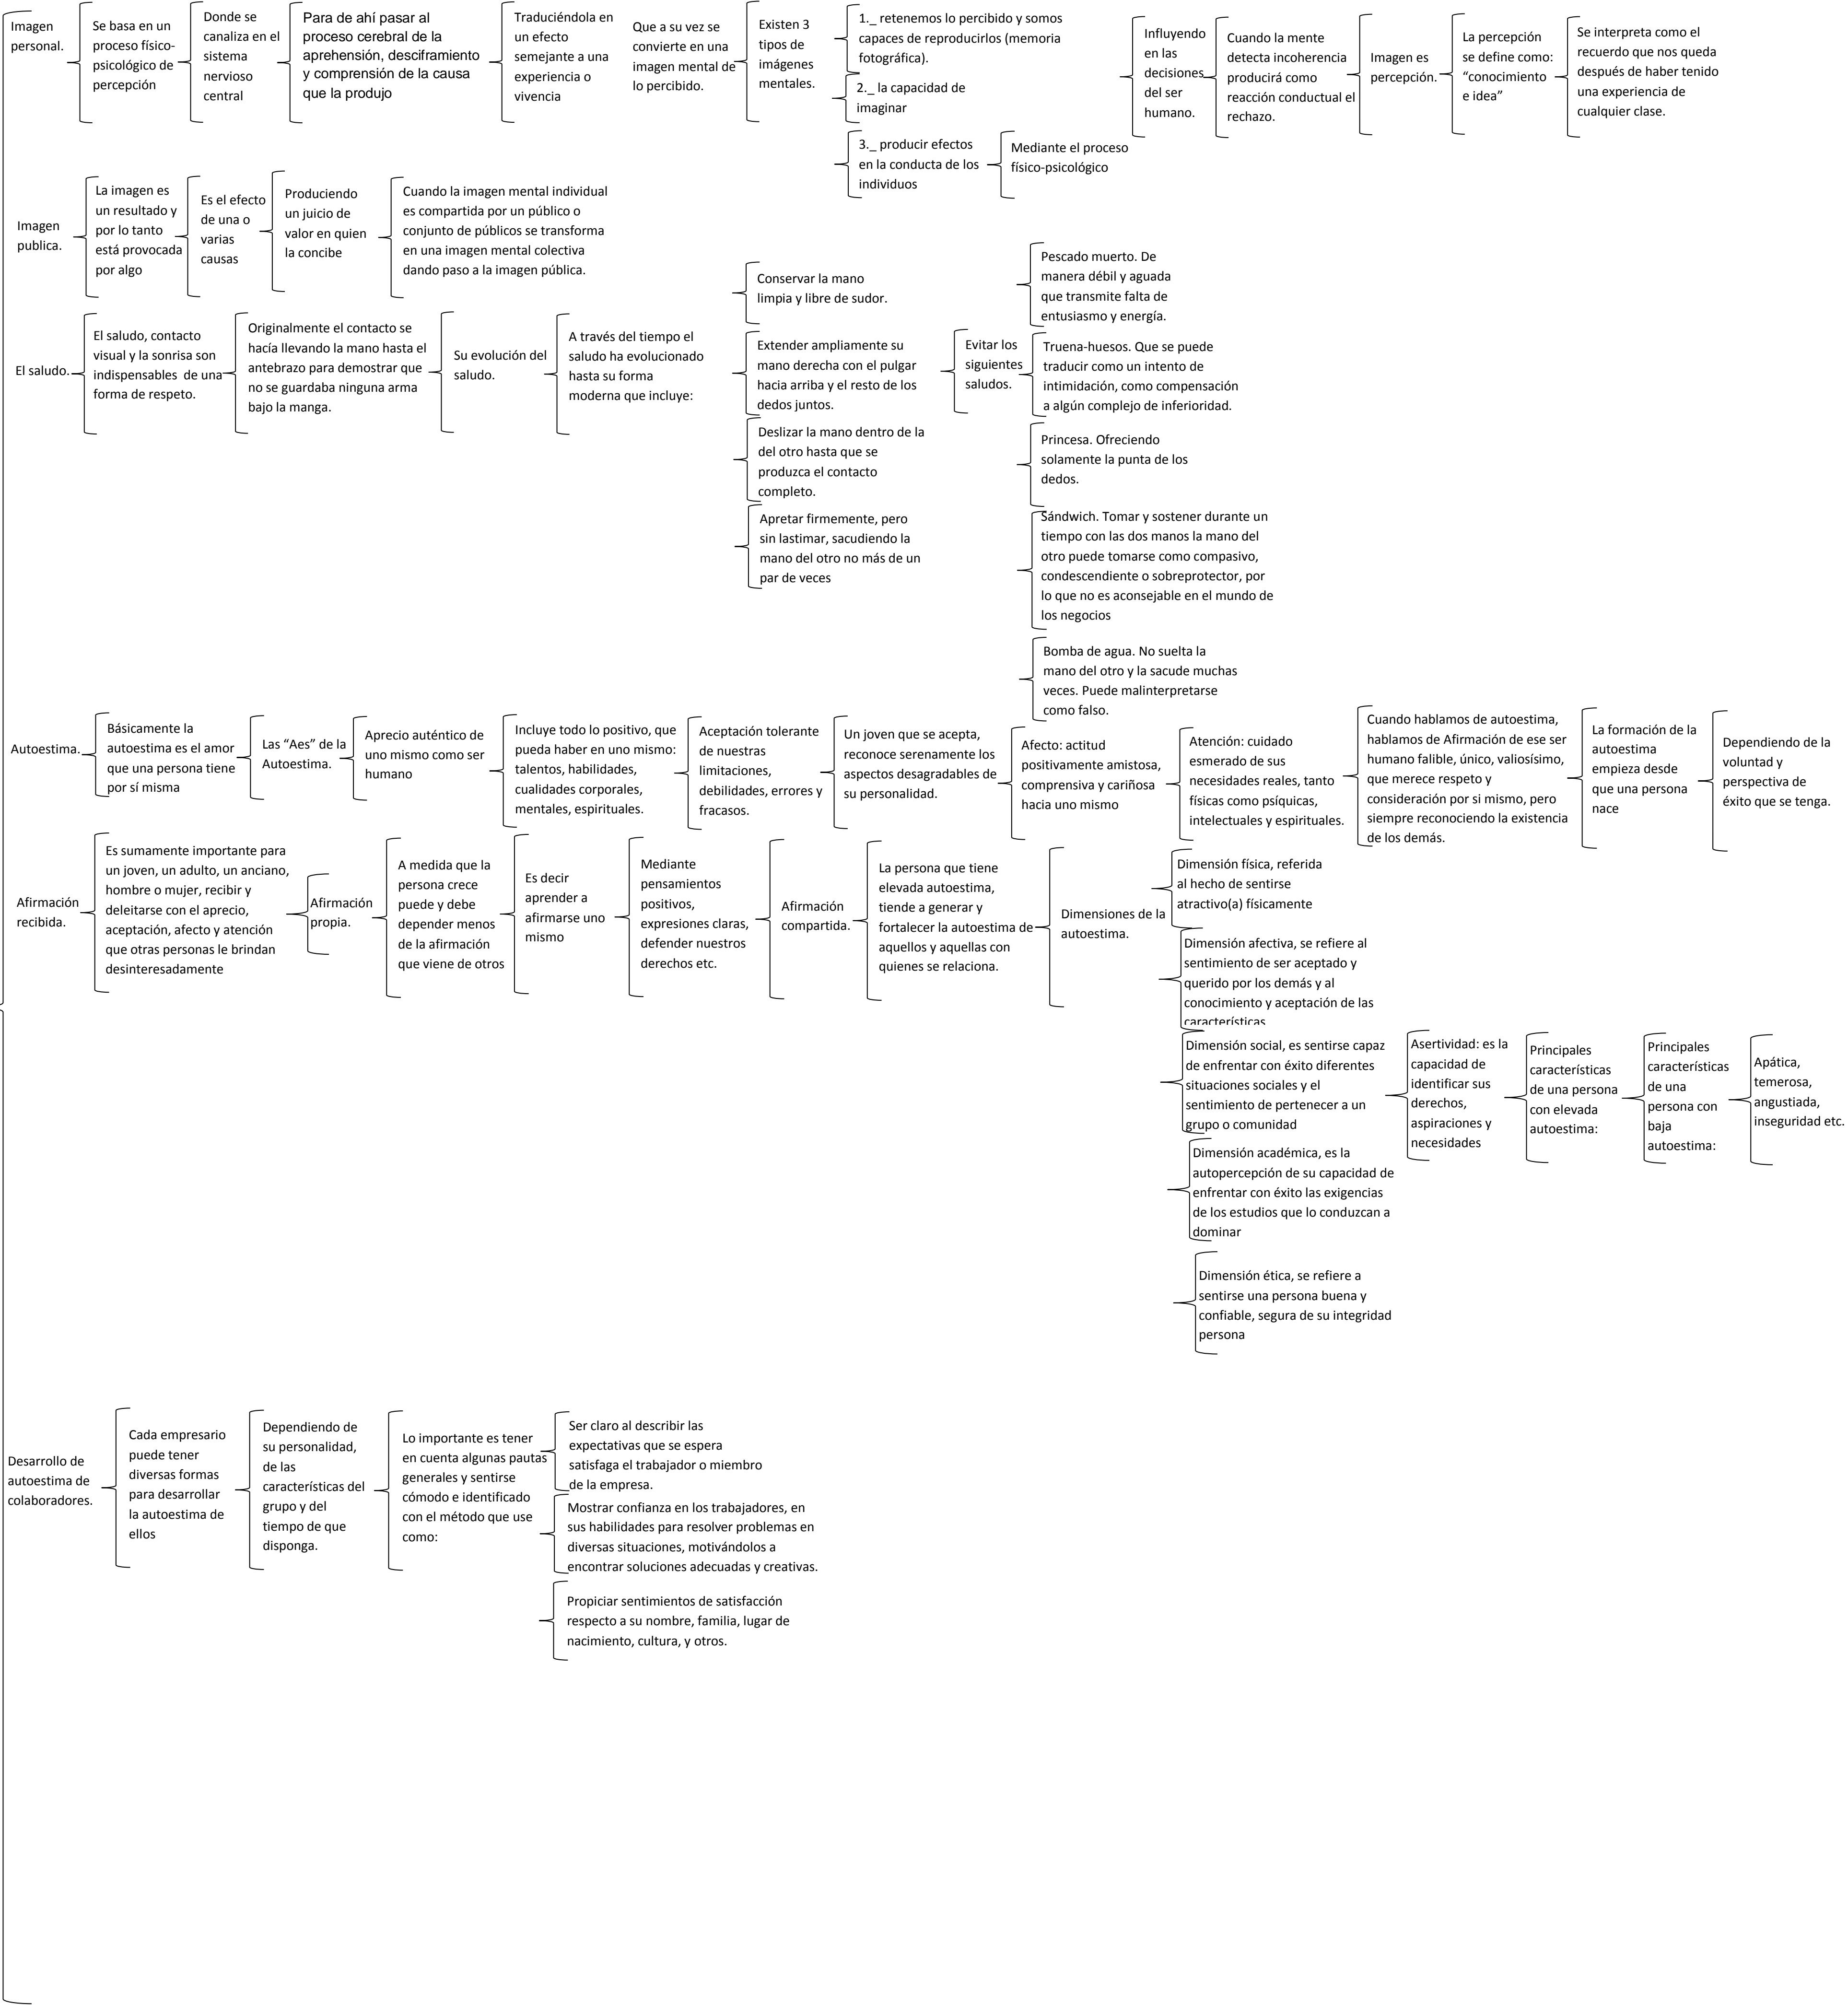 Imagen
personal.
Se basa en un
proceso físico-
psicológico de
percepción
Donde se
canaliza en el
sistema
nervioso
central
Para de ahí pasar al
proceso cerebral de la
aprehensión, desciframiento
y comprensión de la causa
que la produjo
Traduciéndola en
un efecto
semejante a una
experiencia o
vivencia
Que a su vez se
convierte en una
imagen mental de
lo percibido.
Existen 3
tipos de
imágenes
mentales.
1._ retenemos lo percibido y somos
capaces de reproducirlos (memoria
fotográfica).
2._ la capacidad de
imaginar
3._ producir efectos
en la conducta de los
individuos
Mediante el proceso
físico-psicológico
Influyendo
en las
decisiones
del ser
humano.
Cuando la mente
detecta incoherencia
producirá como
reacción conductual el
rechazo.
Imagen es
percepción.
La percepción
se define como:
“conocimiento
e idea”
Se interpreta como el
recuerdo que nos queda
después de haber tenido
una experiencia de
cualquier clase.
Imagen
publica.
La imagen es
un resultado y
por lo tanto
está provocada
por algo
Es el efecto
de una o
varias
causas
Produciendo
un juicio de
valor en quien
la concibe
Cuando la imagen mental individual
es compartida por un público o
conjunto de públicos se transforma
en una imagen mental colectiva
dando paso a la imagen pública.
El saludo.
El saludo, contacto
visual y la sonrisa son
indispensables  de una
forma de respeto.
Originalmente el contacto se
hacía llevando la mano hasta el
antebrazo para demostrar que
no se guardaba ninguna arma
bajo la manga.
Su evolución del
saludo.
A través del tiempo el
saludo ha evolucionado
hasta su forma
moderna que incluye:
Conservar la mano
limpia y libre de sudor.
Extender ampliamente su
mano derecha con el pulgar
hacia arriba y el resto de los
dedos juntos.
Deslizar la mano dentro de la
del otro hasta que se
produzca el contacto
completo.
Apretar firmemente, pero
sin lastimar, sacudiendo la
mano del otro no más de un
par de veces
Evitar los
siguientes
saludos.
Pescado muerto. De
manera débil y aguada
que transmite falta de
entusiasmo y energía.
Truena-huesos. Que se puede
traducir como un intento de
intimidación, como compensación
a algún complejo de inferioridad.
Princesa. Ofreciendo
solamente la punta de los
dedos.
Sándwich. Tomar y sostener durante un
tiempo con las dos manos la mano del
otro puede tomarse como compasivo,
condescendiente o sobreprotector, por
lo que no es aconsejable en el mundo de
los negocios
Bomba de agua. No suelta la
mano del otro y la sacude muchas
veces. Puede malinterpretarse
como falso.
Autoestima.
Básicamente la
autoestima es el amor
que una persona tiene
por sí misma
Las “Aes” de la
Autoestima.
Aprecio auténtico de
uno mismo como ser
humano
Incluye todo lo positivo, que
pueda haber en uno mismo:
talentos, habilidades,
cualidades corporales,
mentales, espirituales.
Aceptación tolerante
de nuestras
limitaciones,
debilidades, errores y
fracasos.
Un joven que se acepta,
reconoce serenamente los
aspectos desagradables de
su personalidad.
Afecto: actitud
positivamente amistosa,
comprensiva y cariñosa
hacia uno mismo
Atención: cuidado
esmerado de sus
necesidades reales, tanto
físicas como psíquicas,
intelectuales y espirituales.
Cuando hablamos de autoestima,
hablamos de Afirmación de ese ser
humano falible, único, valiosísimo,
que merece respeto y
consideración por si mismo, pero
siempre reconociendo la existencia
de los demás.
La formación de la
autoestima
empieza desde
que una persona
nace
Dependiendo de la
voluntad y
perspectiva de
éxito que se tenga.
Afirmación
recibida.
Es sumamente importante para
un joven, un adulto, un anciano,
hombre o mujer, recibir y
deleitarse con el aprecio,
aceptación, afecto y atención
que otras personas le brindan
desinteresadamente
Afirmación
propia.
A medida que la
persona crece
puede y debe
depender menos
de la afirmación
que viene de otros
Es decir
aprender a
afirmarse uno
mismo
Mediante
pensamientos
positivos,
expresiones claras,
defender nuestros
derechos etc.
Afirmación
compartida.
La persona que tiene
elevada autoestima,
tiende a generar y
fortalecer la autoestima de
aquellos y aquellas con
quienes se relaciona.
Dimensiones de la
autoestima.
Dimensión física, referida
al hecho de sentirse
atractivo(a) físicamente
Dimensión afectiva, se refiere al
sentimiento de ser aceptado y
querido por los demás y al
conocimiento y aceptación de las
características
Dimensión social, es sentirse capaz
de enfrentar con éxito diferentes
situaciones sociales y el
sentimiento de pertenecer a un
grupo o comunidad
Dimensión académica, es la
autopercepción de su capacidad de
enfrentar con éxito las exigencias
de los estudios que lo conduzcan a
dominar
Dimensión ética, se refiere a
sentirse una persona buena y
confiable, segura de su integridad
persona
Asertividad: es la
capacidad de
identificar sus
derechos,
aspiraciones y
necesidades
Principales
características
de una persona
con elevada
autoestima:
Principales
características
de una
persona con
baja
autoestima:
Apática,
temerosa,
angustiada,
inseguridad etc.
Desarrollo de
autoestima de
colaboradores.
Cada empresario
puede tener
diversas formas
para desarrollar
la autoestima de
ellos
Dependiendo de
su personalidad,
de las
características del
grupo y del
tiempo de que
disponga.
Lo importante es tener
en cuenta algunas pautas
generales y sentirse
cómodo e identificado
con el método que use
como:
Ser claro al describir las
expectativas que se espera
satisfaga el trabajador o miembro
de la empresa.
Mostrar confianza en los trabajadores, en
sus habilidades para resolver problemas en
diversas situaciones, motivándolos a
encontrar soluciones adecuadas y creativas.
Propiciar sentimientos de satisfacción
respecto a su nombre, familia, lugar de
nacimiento, cultura, y otros.